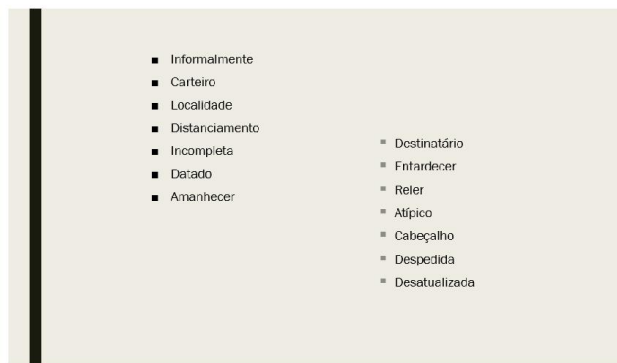 Informalmente
Carteiro
Localidade
Distanciamento
Incompleta
Datado
Amanhecer
Destinatário
Entardecer
Reler
Atípico
Cabeçalho
Despedida
Desatualizada